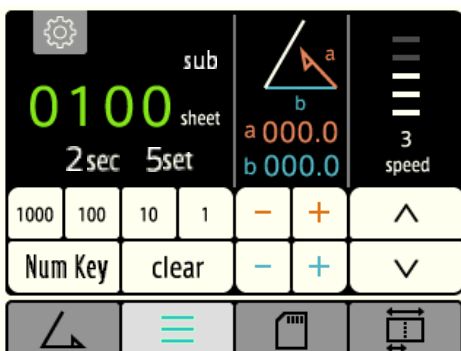 sub
0100 sheet
2sec 5set
a
b
a 000.0
b 000.0
3
speed
1000 100 10 1 - +
Num Key clear - +